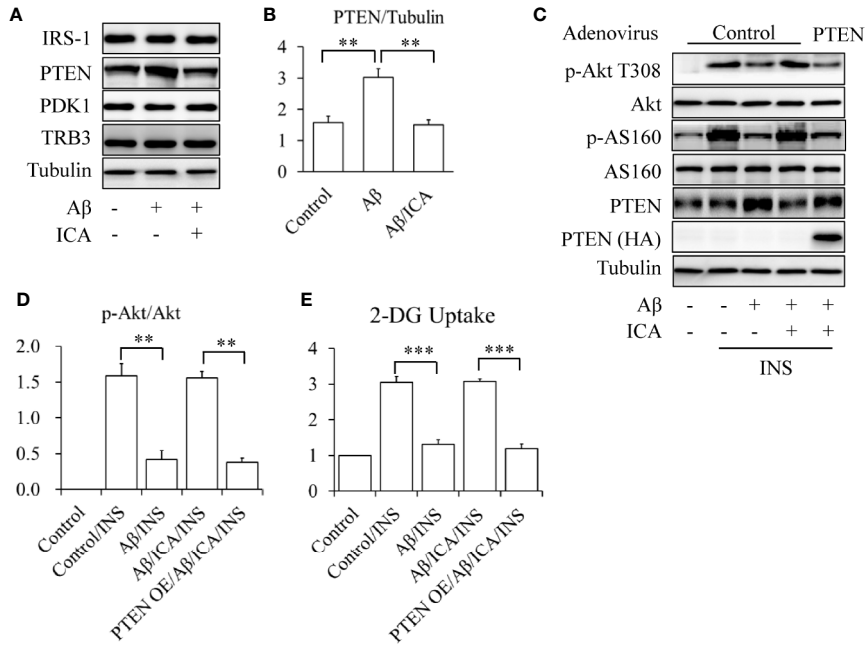 A
IRS-1
PTEN
PDK1
TRB3
Tubulin
Aβ - + +
ICA - - +
B
PTEN/Tubulin
** **
4
3
2
1
0
Control
Aβ
Aβ/ICA
C
Adenovirus Control PTEN
p-Akt T308
Akt
p-AS160
AS160
PTEN
PTEN (HA)
Tubulin
Aβ - - + + +
ICA - - - + +
INS
D
p-Akt/Akt
** **
2.0
1.5
1.0
0.5
0.0
Control
Control/INS
Aβ/INS
Aβ/ICA/INS
PTEN OE/Aβ/ICA/INS
E
2-DG Uptake
*** ***
4
3
2
1
0
Control
Control/INS
Aβ/INS
Aβ/ICA/INS
PTEN OE/Aβ/ICA/INS